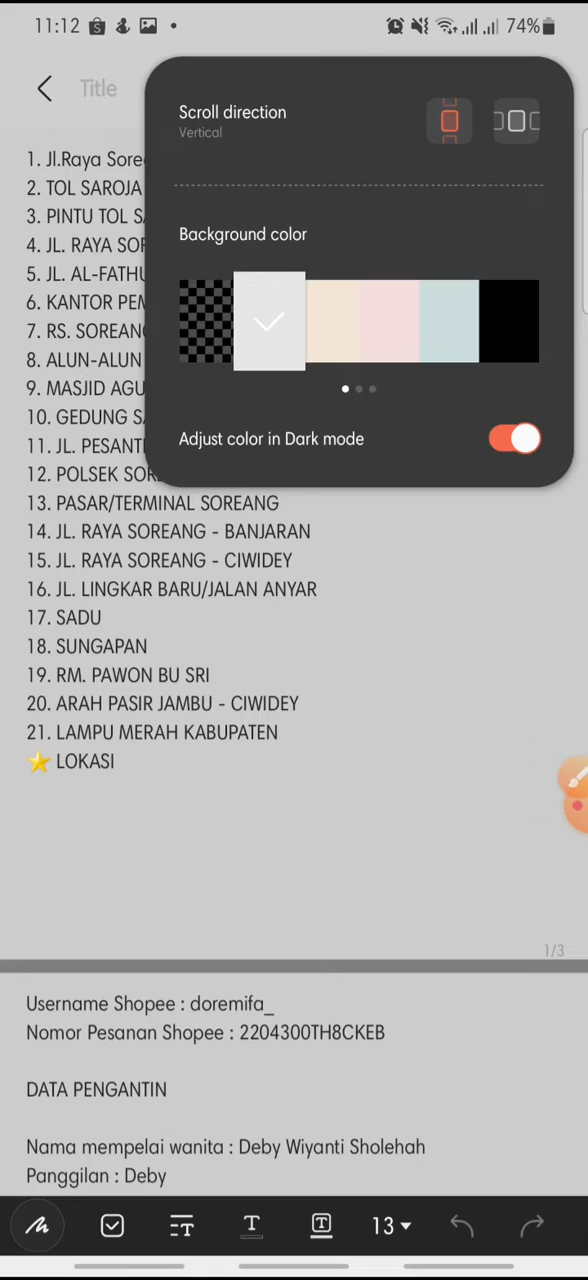 11:12
74%
Title
Scroll direction
Vertical
Background color
Adjust color in Dark mode
1. Jl.Raya Sore
2. TOL SAROJA
3. PINTU TOL
4. JL. RAYA
5. JL. AL-FATHU
6. KANTOR
7. RS. SOREANG
8. ALUN-ALUN
9. MASJID AGU
10. GEDUNG
11. JL. PESANT
12. POLSEK SOR
13. PASAR/TERMINAL SOREANG
14. JL. RAYA SOREANG - BANJARAN
15. JL. RAYA SOREANG - CIWIDEY
16. JL. LINGKAR BARU/JALAN ANYAR
17. SADU
18. SUNGAPAN
19. RM. PAWON BU SRI
20. ARAH PASIR JAMBU - CIWIDEY
21. LAMPU MERAH KABUPATEN
⭐ LOKASI
1/3
Username Shopee : doremifa_
Nomor Pesanan Shopee : 2204300TH8CKEB
DATA PENGANTIN
Nama mempelai wanita : Deby Wiyanti Sholehah
Panggilan : Deby
13